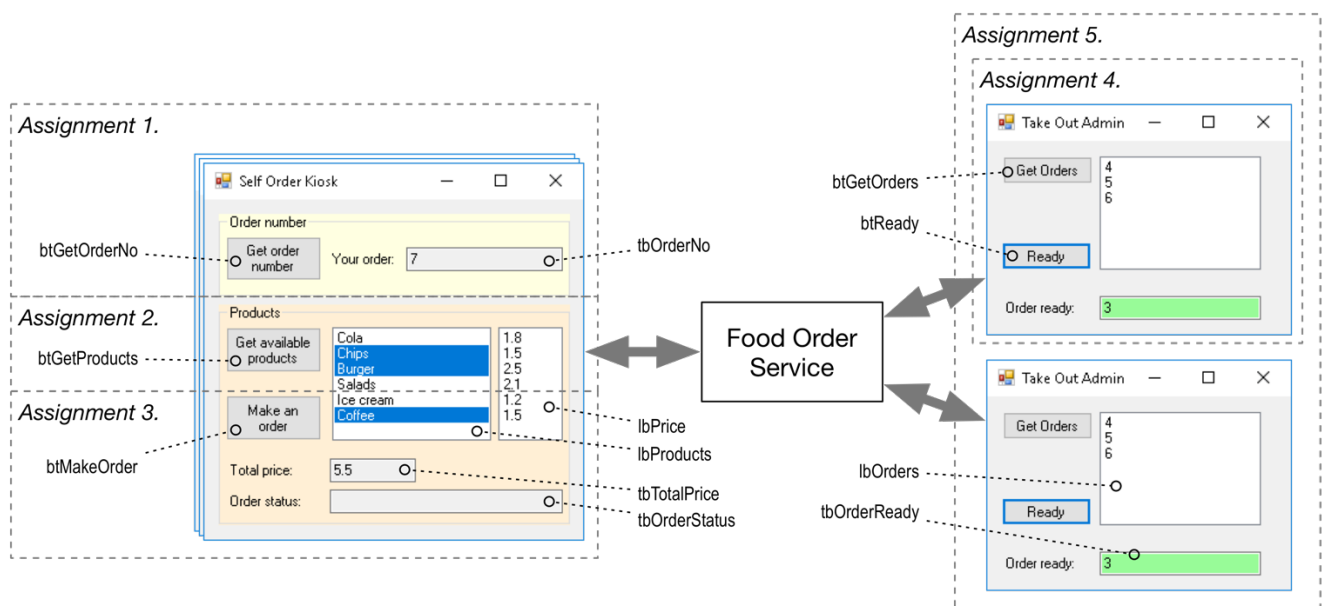 Assignment 5.
Assignment 4.
Assignment 1.
Take Out Admin
Self Order Kiosk
Get Orders
4
5
6
btGetOrders
btReady
Ready
Order ready:
3
Order number
btGetOrderNo
Get order
number
Your order:
7
tbOrderNo
Assignment 2.
Products
btGetProducts
Get available
products
Cola
Chips
Burger
Salads
Ice cream
Coffee
1.8
1.5
2.5
2.1
1.2
1.5
Food Order
Service
Assignment 3.
Make an
order
btMakeOrder
lbPrice
lbProducts
Total price:
5.5
tbTotalPrice
Order status:
tbOrderStatus
Take Out Admin
Get Orders
4
5
6
lbOrders
tbOrderReady
Ready
Order ready:
3